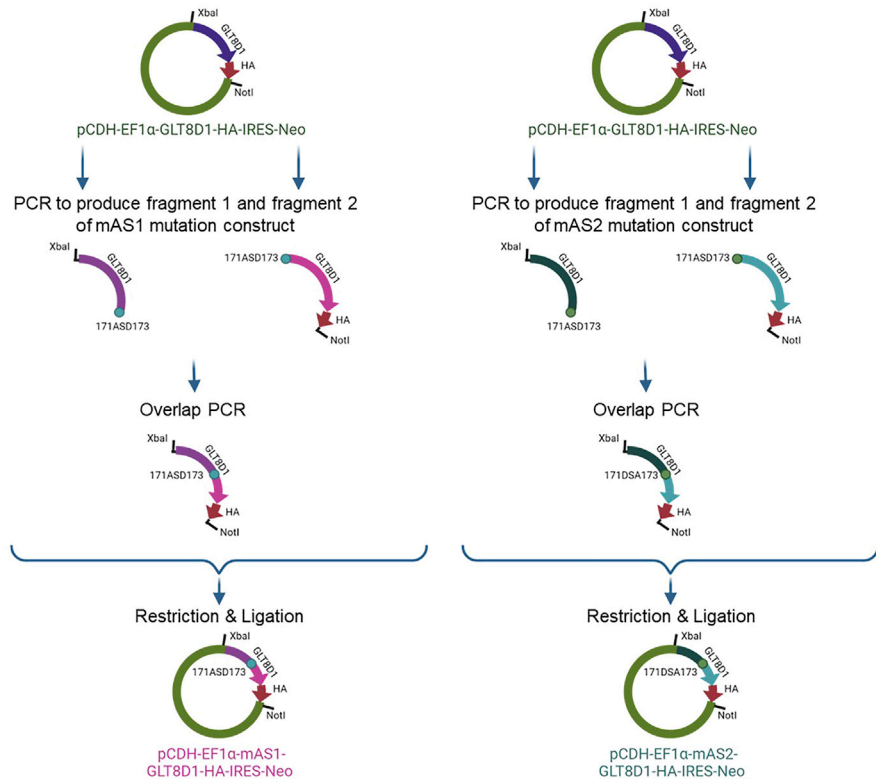 XbaI
GLT8D1
HA
NotI
pCDH-EF1α-GLT8D1-HA-IRES-Neo
PCR to produce fragment 1 and fragment 2
of mAS1 mutation construct
XbaI
GLT8D1
171ASD173
171ASD173
GLT8D1
HA
NotI
Overlap PCR
XbaI
GLT8D1
171ASD173
HA
NotI
Restriction & Ligation
XbaI
GLT8D1
171ASD173
HA
NotI
pCDH-EF1α-mAS1-
GLT8D1-HA-IRES-Neo
XbaI
GLT8D1
HA
NotI
pCDH-EF1α-GLT8D1-HA-IRES-Neo
PCR to produce fragment 1 and fragment 2
of mAS2 mutation construct
XbaI
GLT8D1
171ASD173
171ASD173
GLT8D1
HA
NotI
Overlap PCR
XbaI
GLT8D1
171DSA173
HA
NotI
Restriction & Ligation
XbaI
GLT8D1
171DSA173
HA
NotI
pCDH-EF1α-mAS2-
GLT8D1-HA-IRES-Neo